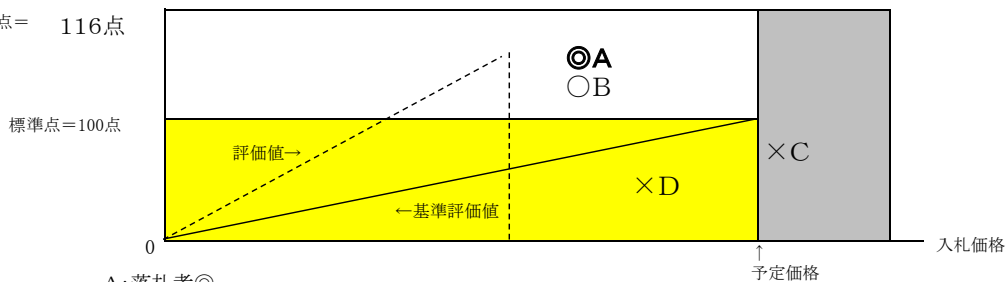 点＝ 116点
◎A
○B
標準点＝100点
評価値→
×C
×D
←基準評価値
0
入札価格
↑
予定価格
A:落札者◎